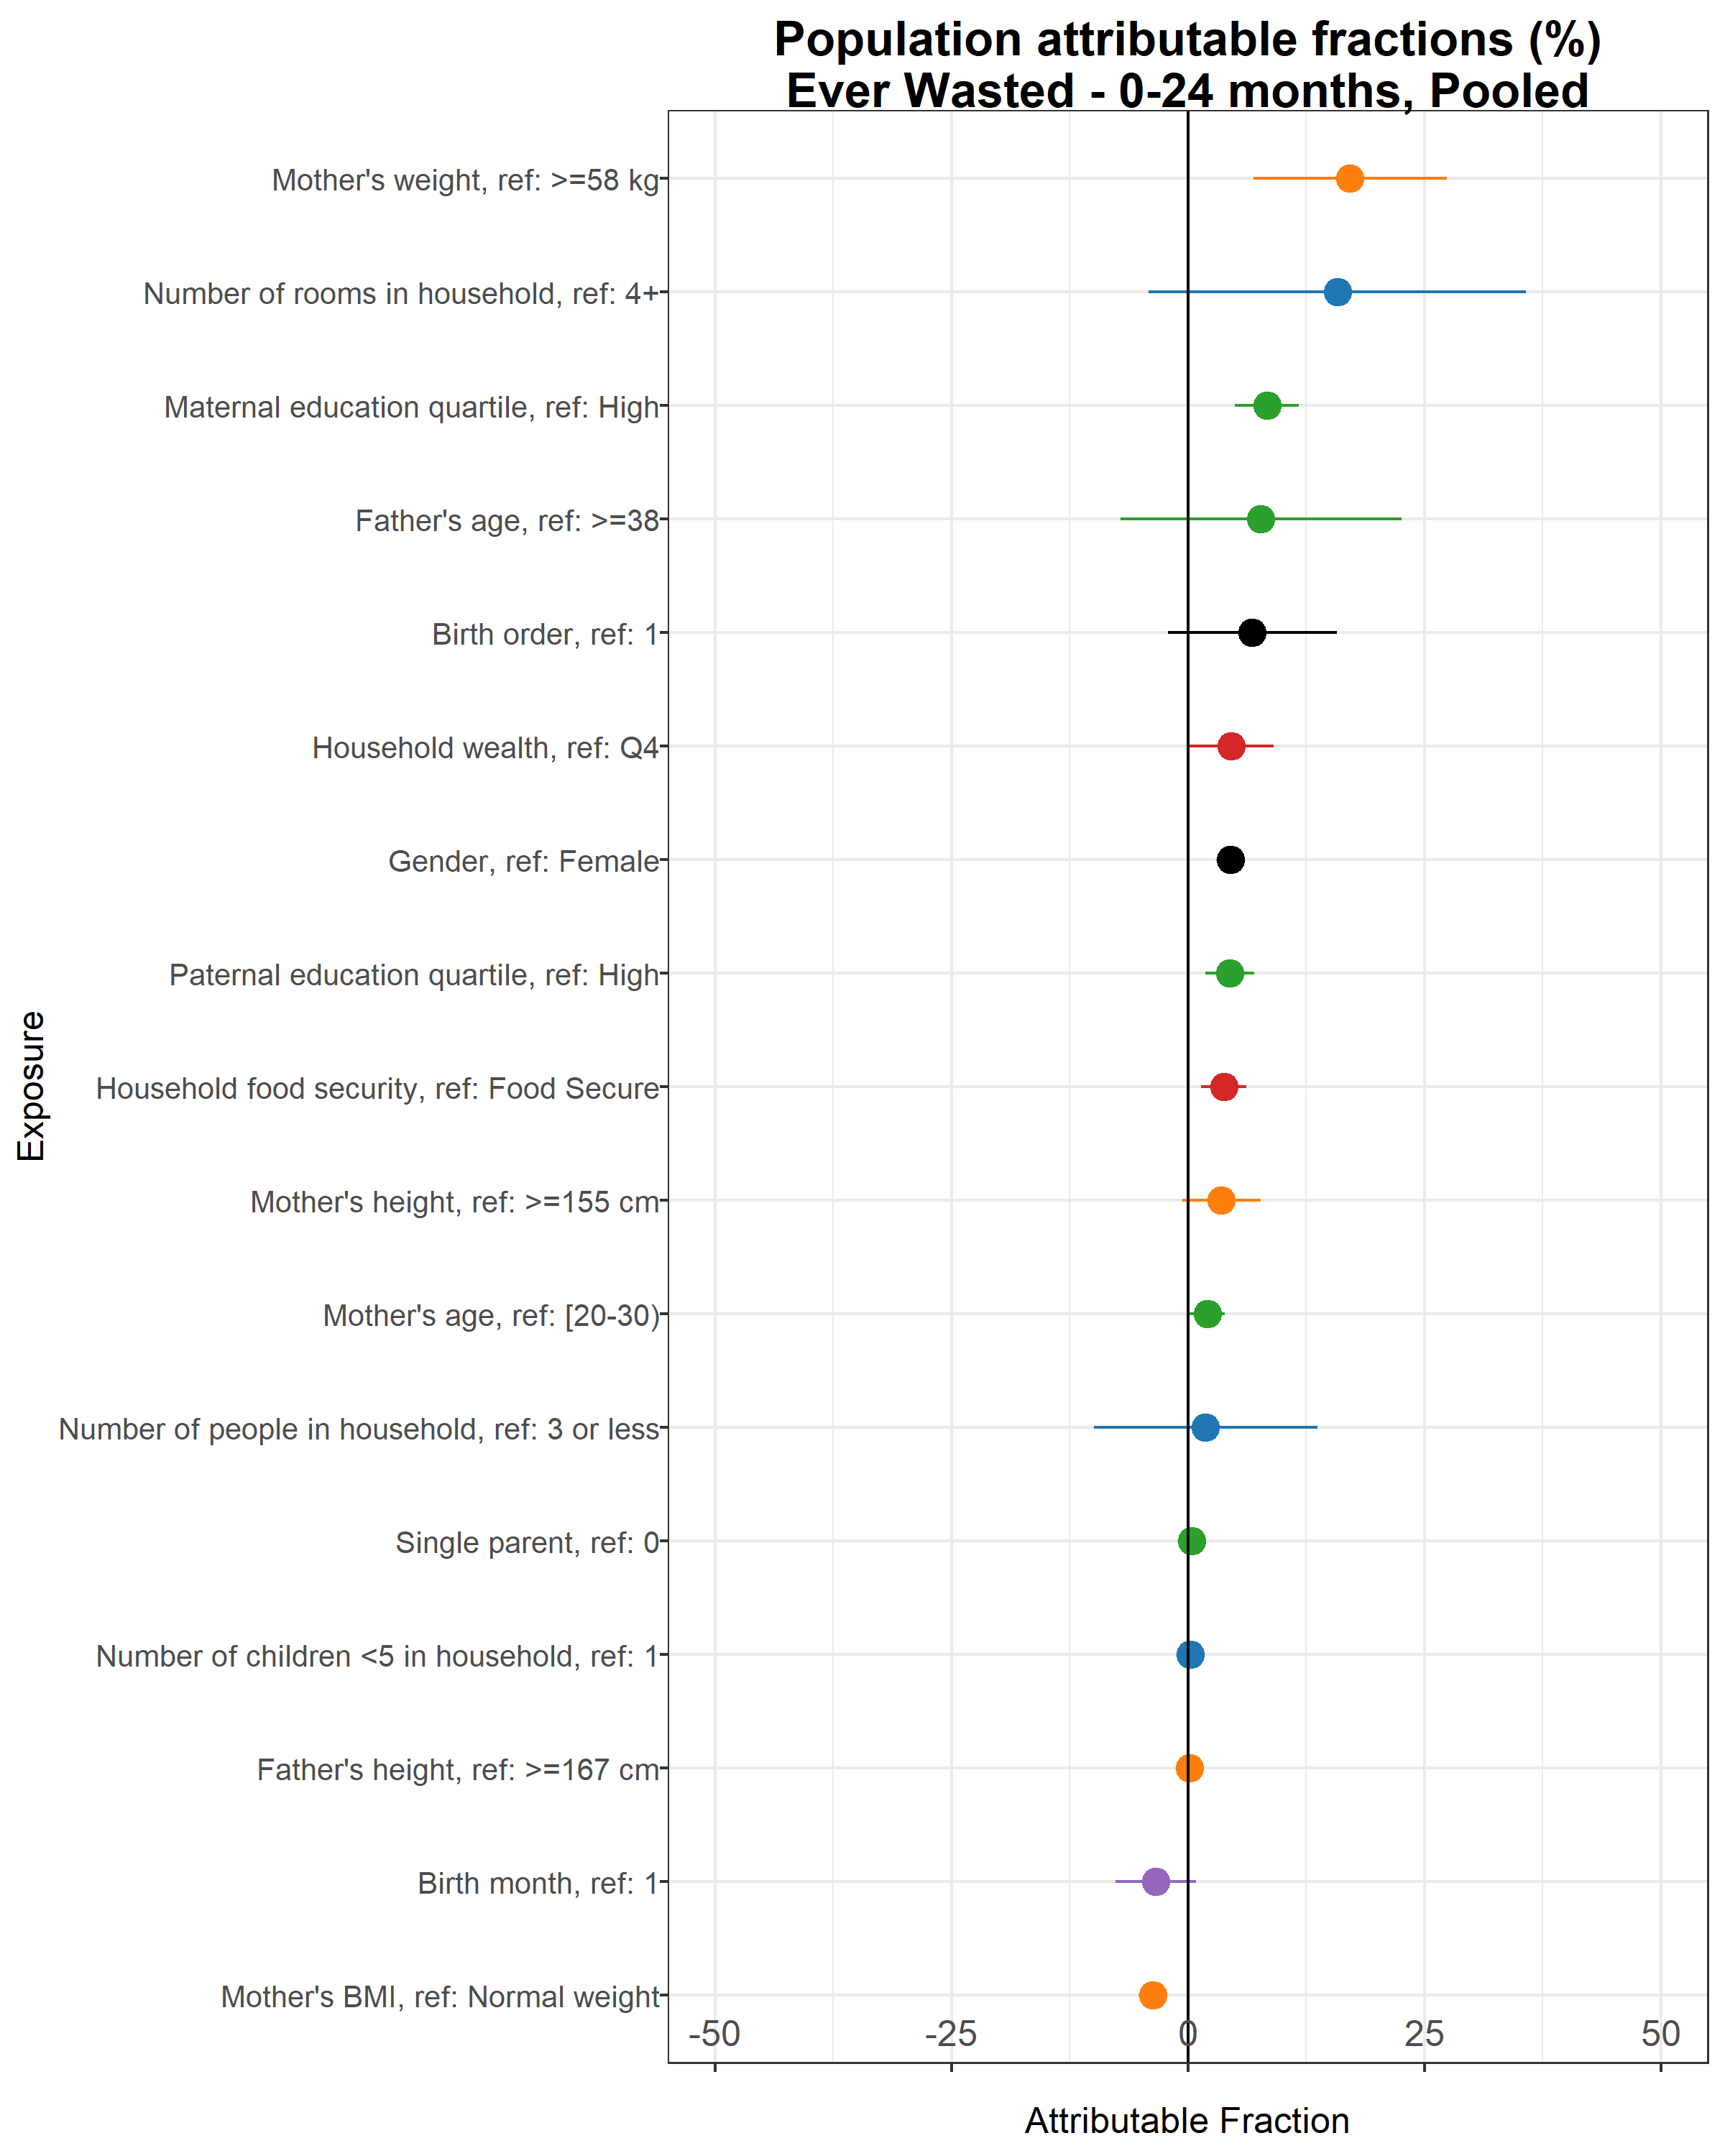 Population attributable fractions (%)
Ever Wasted - 0-24 months, Pooled
Mother's weight, ref: >=58 kg
Number of rooms in household, ref: 4+
Maternal education quartile, ref: High
Father's age, ref: >=38
Birth order, ref: 1
Household wealth, ref: Q4
Gender, ref: Female
Paternal education quartile, ref: High
Household food security, ref: Food Secure
Mother's height, ref: >=155 cm
Mother's age, ref: [20-30)
Number of people in household, ref: 3 or less
Single parent, ref: 0
Number of children <5 in household, ref: 1
Father's height, ref: >=167 cm
Birth month, ref: 1
Mother's BMI, ref: Normal weight
Exposure
-50 -25 0 25 50
Attributable Fraction